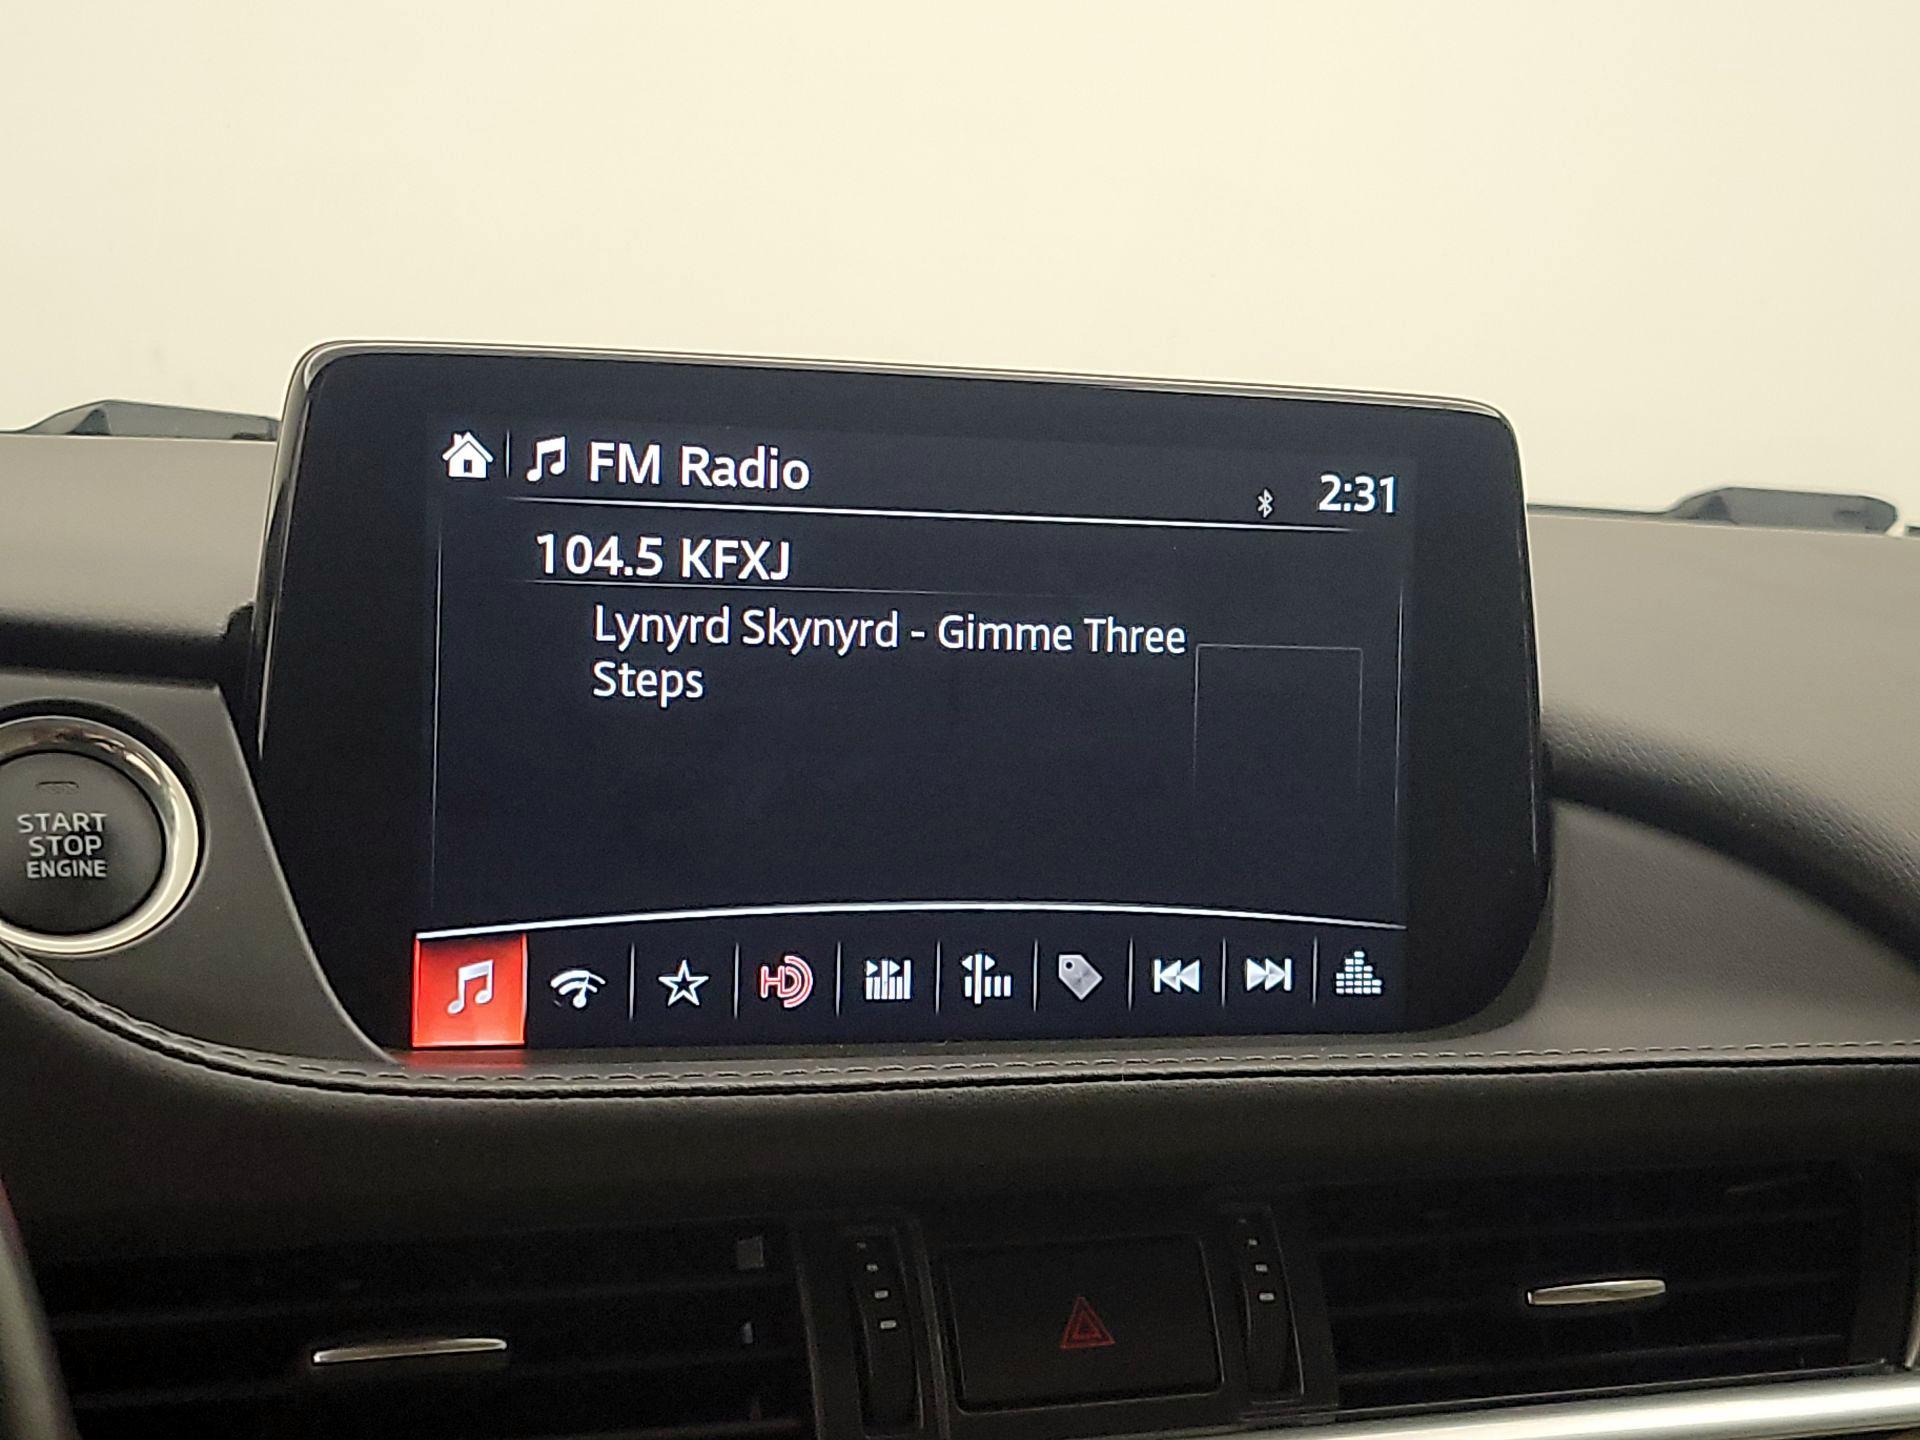 FM Radio
2:31
104.5 KFXJ
Lynyrd Skynyrd - Gimme Three
Steps
START
STOP
ENGINE
HD